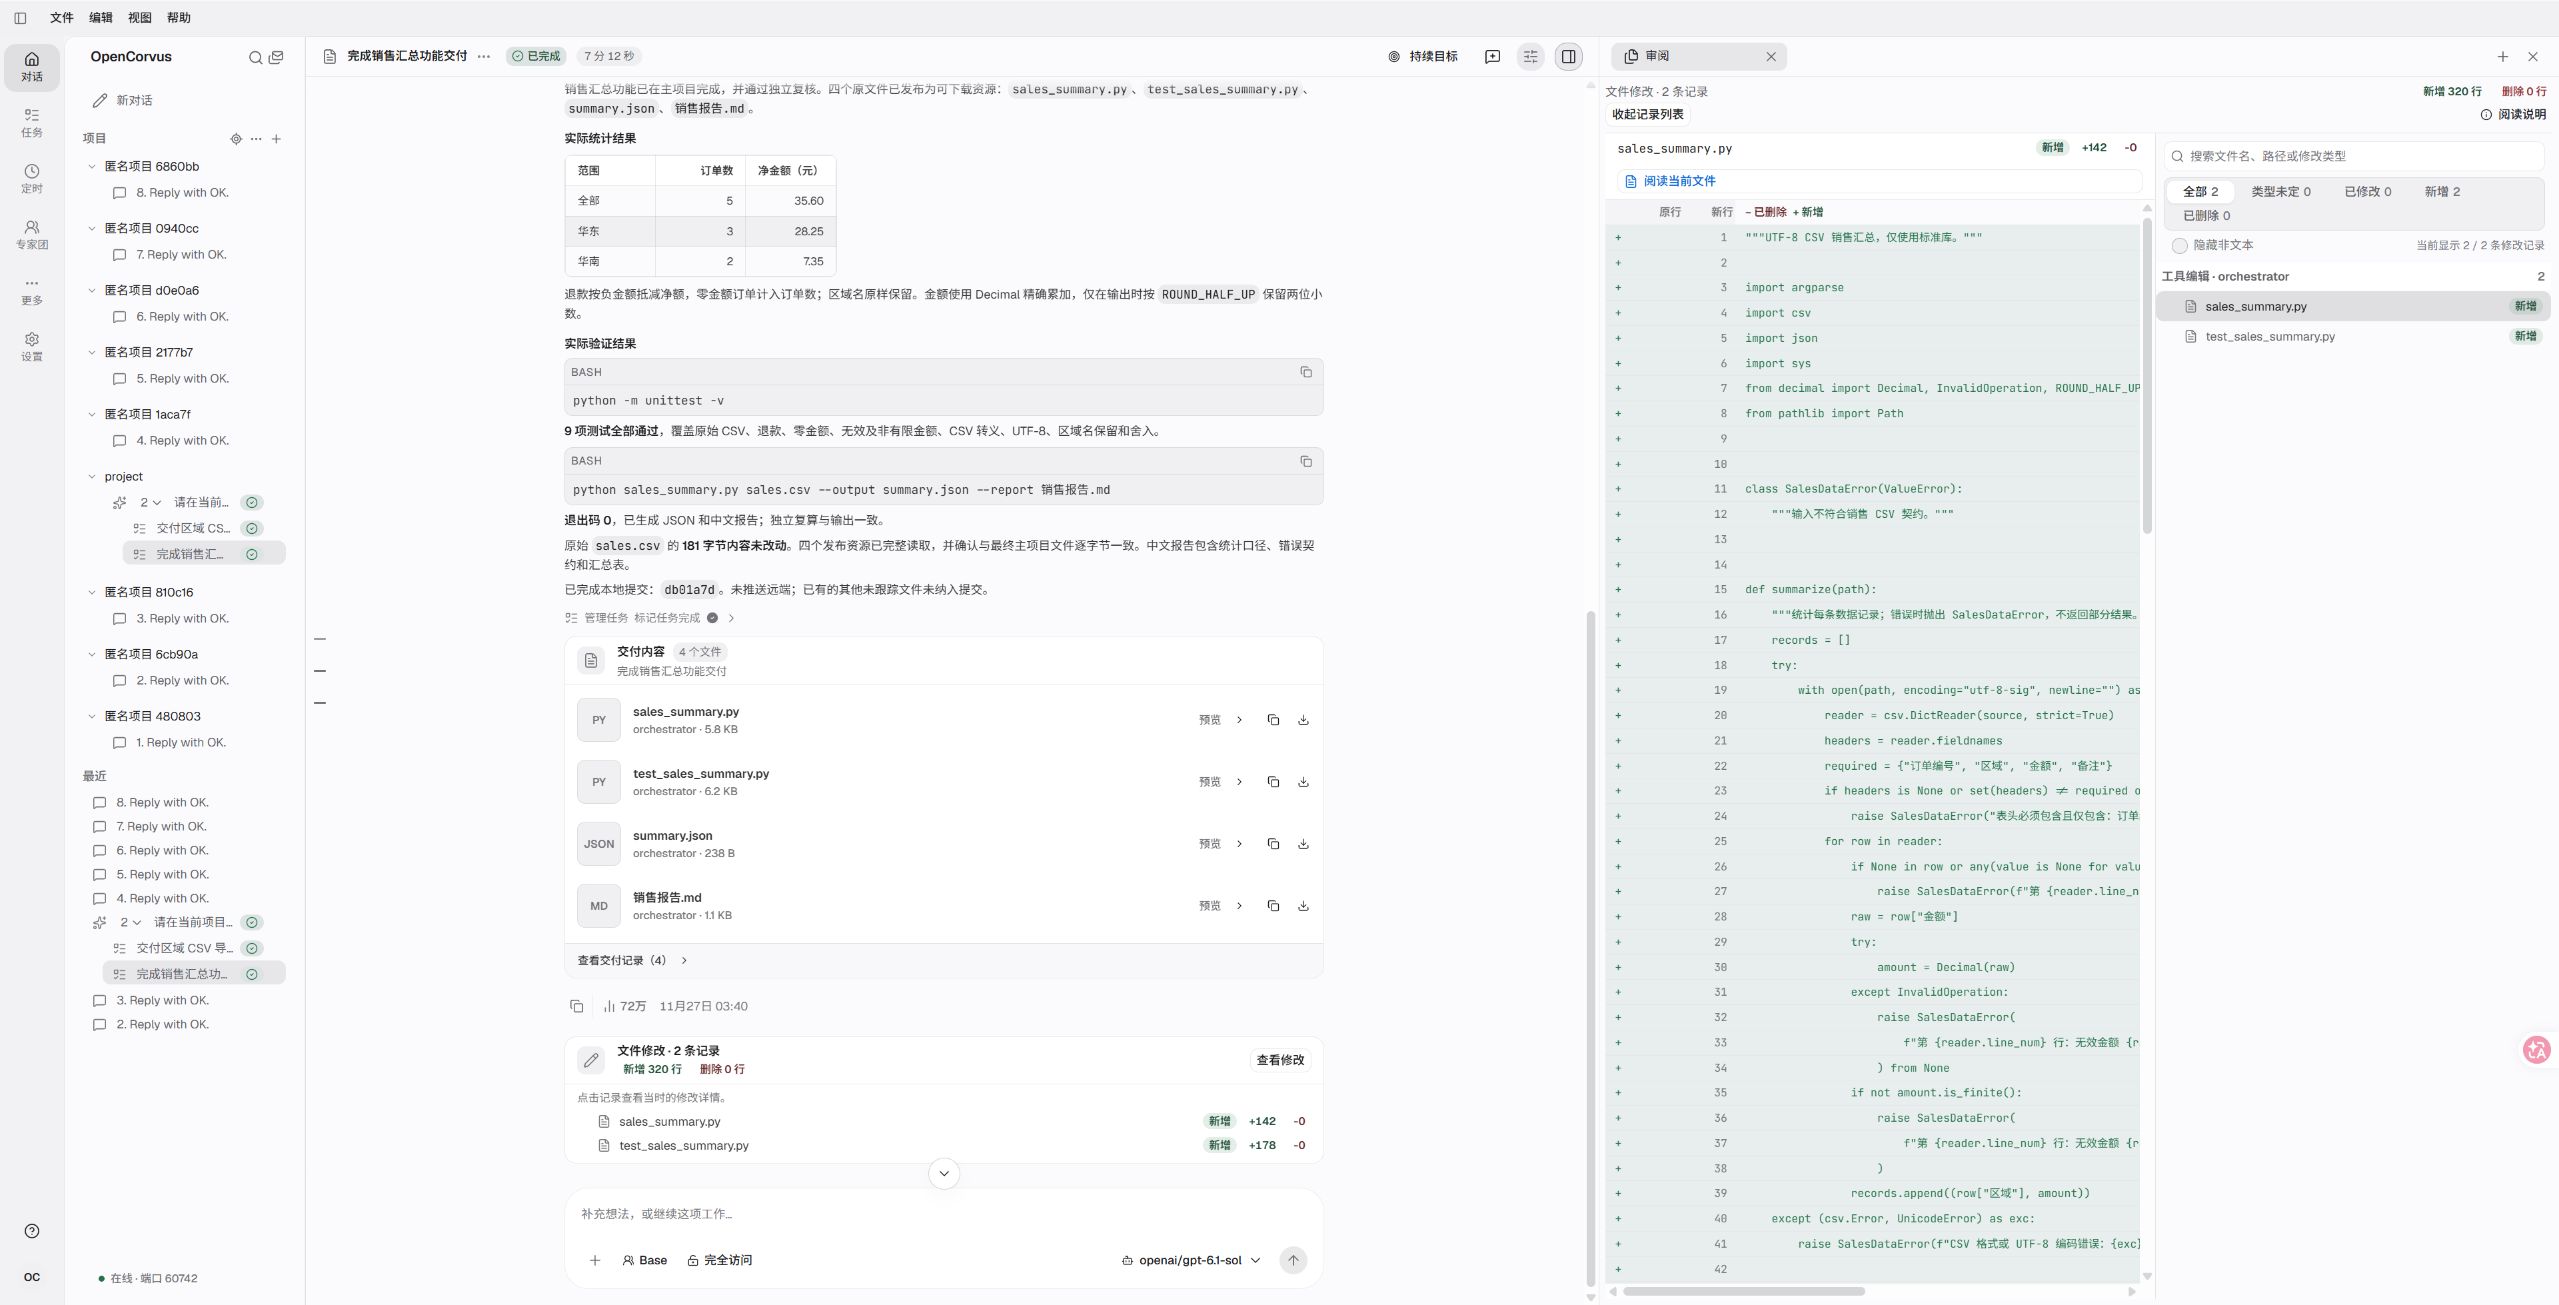 文件 编辑 视图 帮助
对话
任务
定时
专家团
更多
设置
OC
OpenCorvus
新对话
项目
匿名项目 6860bb
8. Reply with OK.
匿名项目 0940cc
7. Reply with OK.
匿名项目 d0e0a6
6. Reply with OK.
匿名项目 2177b7
5. Reply with OK.
匿名项目 1aca7f
4. Reply with OK.
project
2 请在当前...
交付区域 CS...
完成销售汇...
匿名项目 810c16
3. Reply with OK.
匿名项目 6cb90a
2. Reply with OK.
匿名项目 480803
1. Reply with OK.
最近
8. Reply with OK.
7. Reply with OK.
6. Reply with OK.
5. Reply with OK.
4. Reply with OK.
2 请在当前项目...
交付区域 CSV 导...
完成销售汇总功...
3. Reply with OK.
2. Reply with OK.
在线 · 端口 60742
完成销售汇总功能交付 ··· 已完成 7 分 12 秒 持续目标
销售汇总功能已在主项目完成，并通过独立复核。四个原文件已发布为可下载资源： sales_summary.py、 test_sales_summary.py、
summary.json、 销售报告.md。
实际统计结果
范围 订单数 净金额（元）
全部 5 35.60
华东 3 28.25
华南 2 7.35
退款按负金额抵减净额，零金额订单计入订单数；区域名原样保留。金额使用 Decimal 精确累加，仅在输出时按 ROUND_HALF_UP 保留两位小
数。
实际验证结果
BASH
python -m unittest -v
9 项测试全部通过，覆盖原始 CSV、退款、零金额、无效及非有限金额、CSV 转义、UTF-8、区域名保留和舍入。
BASH
python sales_summary.py sales.csv --output summary.json --report 销售报告.md
退出码 0，已生成 JSON 和中文报告；独立复算与输出一致。
原始 sales.csv 的 181 字节内容未改动。四个发布资源已完整读取，并确认与最终主项目文件逐字节一致。中文报告包含统计口径、错误契
约和汇总表。
已完成本地提交： db01a7d。未推送远端；已有的其他未跟踪文件未纳入提交。
管理任务 标记任务完成
交付内容 4 个文件
完成销售汇总功能交付
PY sales_summary.py 预览
orchestrator · 5.8 KB
PY test_sales_summary.py 预览
orchestrator · 6.2 KB
JSON summary.json 预览
orchestrator · 238 B
MD 销售报告.md 预览
orchestrator · 1.1 KB
查看交付记录（4）
72万 11月27日 03:40
文件修改 · 2 条记录 查看修改
新增 320 行 删除 0 行
点击记录查看当时的修改详情。
sales_summary.py 新增 +142 -0
test_sales_summary.py 新增 +178 -0
补充想法，或继续这项工作...
Base 完全访问 openai/gpt-6.1-sol
审阅
文件修改 · 2 条记录 新增 320 行 删除 0 行
收起记录列表 阅读说明
sales_summary.py 新增 +142 -0
阅读当前文件
原行 新行 - 已删除 + 新增
+ 1 """UTF-8 CSV 销售汇总，仅使用标准库。"""
+ 2
+ 3 import argparse
+ 4 import csv
+ 5 import json
+ 6 import sys
+ 7 from decimal import Decimal, InvalidOperation, ROUND_HALF_UP
+ 8 from pathlib import Path
+ 9
+ 10
+ 11 class SalesDataError(ValueError):
+ 12 """输入不符合销售 CSV 契约。"""
+ 13
+ 14
+ 15 def summarize(path):
+ 16 """统计每条数据记录；错误时抛出 SalesDataError，不返回部分结果。
+ 17 records = []
+ 18 try:
+ 19 with open(path, encoding="utf-8-sig", newline="") as
+ 20 reader = csv.DictReader(source, strict=True)
+ 21 headers = reader.fieldnames
+ 22 required = {"订单编号", "区域", "金额", "备注"}
+ 23 if headers is None or set(headers) ≠ required o
+ 24 raise SalesDataError("表头必须包含且仅包含：订单
+ 25 for row in reader:
+ 26 if None in row or any(value is None for valu
+ 27 raise SalesDataError(f"第 {reader.line_n
+ 28 raw = row["金额"]
+ 29 try:
+ 30 amount = Decimal(raw)
+ 31 except InvalidOperation:
+ 32 raise SalesDataError(
+ 33 f"第 {reader.line_num} 行：无效金额 {r
+ 34 ) from None
+ 35 if not amount.is_finite():
+ 36 raise SalesDataError(
+ 37 f"第 {reader.line_num} 行：无效金额 {r
+ 38 )
+ 39 records.append((row["区域"], amount))
+ 40 except (csv.Error, UnicodeError) as exc:
+ 41 raise SalesDataError(f"CSV 格式或 UTF-8 编码错误：{exc}
+ 42
搜索文件名、路径或修改类型
全部 2 类型未定 0 已修改 0 新增 2
已删除 0
隐藏非文本 当前显示 2 / 2 条修改记录
工具编辑 · orchestrator 2
sales_summary.py 新增
test_sales_summary.py 新增